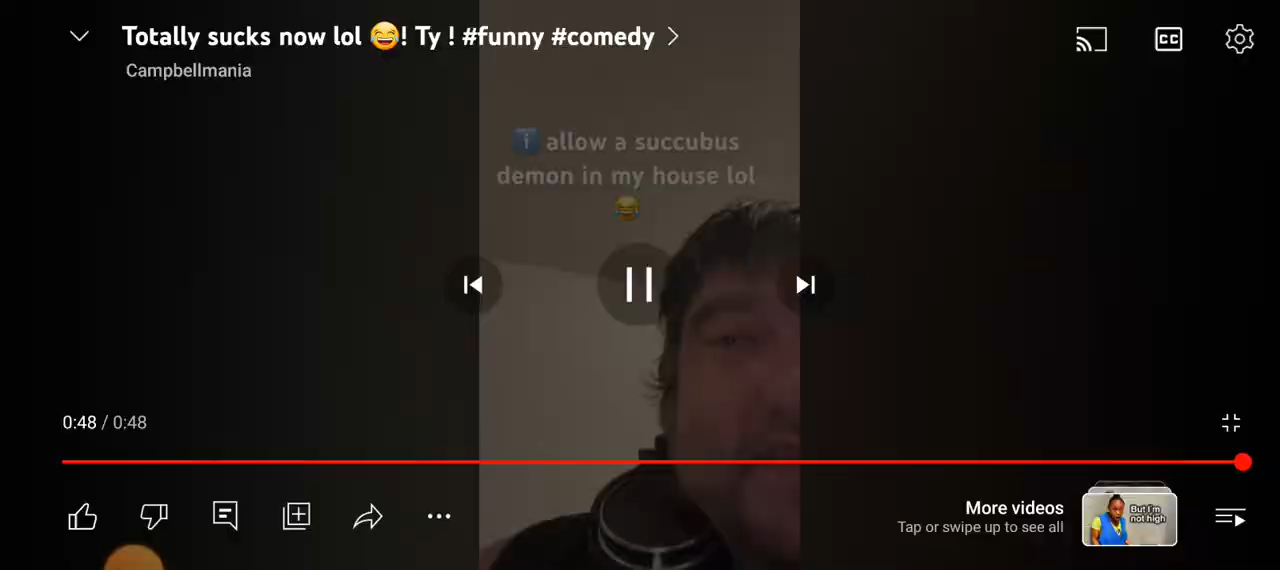 Totally sucks now lol 😂! Ty ! #funny #comedy
Campbellmania
CC
ℹ️ allow a succubus
demon in my house lol
😂
0:48 / 0:48
More videos
Tap or swipe up to see all
But I'm
not high